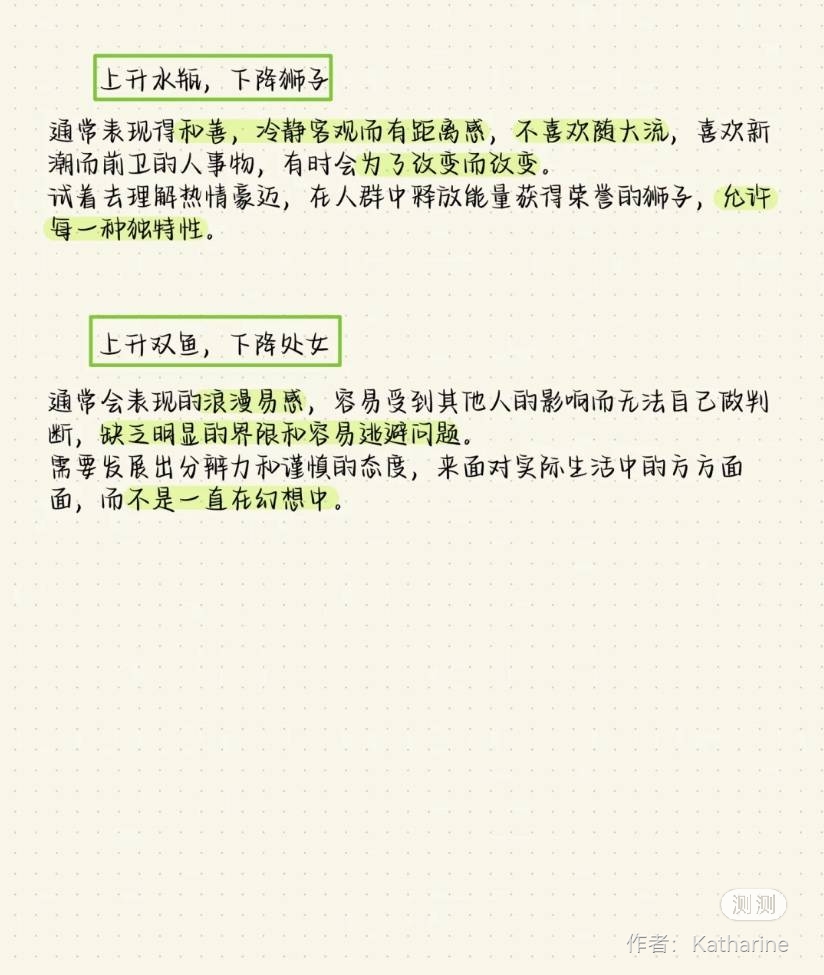 上升水瓶，下降狮子
通常表现得和善，冷静客观而有距离感，不喜欢随大流，喜欢新
潮而前卫的人事物，有时会为了改变而改变。
试着去理解热情豪迈，在人群中释放能量获得荣誉的狮子，允许
每一种独特性。
上升双鱼，下降处女
通常会表现的浪漫易感，容易受到其他人的影响而无法自己做判
断，缺乏明显的界限和容易逃避问题。
需要发展出分辨力和谨慎的态度，来面对实际生活中的方方面
面，而不是一直在幻想中。
测测
作者：Katharine